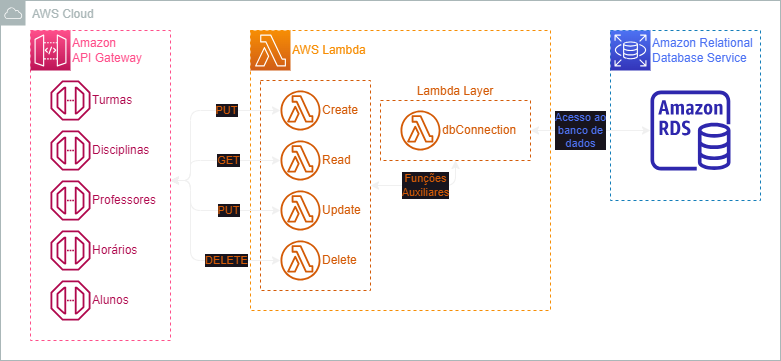 AWS Cloud
Amazon
API Gateway
Turmas
Disciplinas
Professores
Horários
Alunos
PUT
GET
PUT
DELETE
AWS Lambda
Create
Read
Update
Delete
Lambda Layer
dbConnection
Funções
Auxiliares
Acesso ao
banco de
dados
Amazon Relational
Database Service
Amazon
RDS